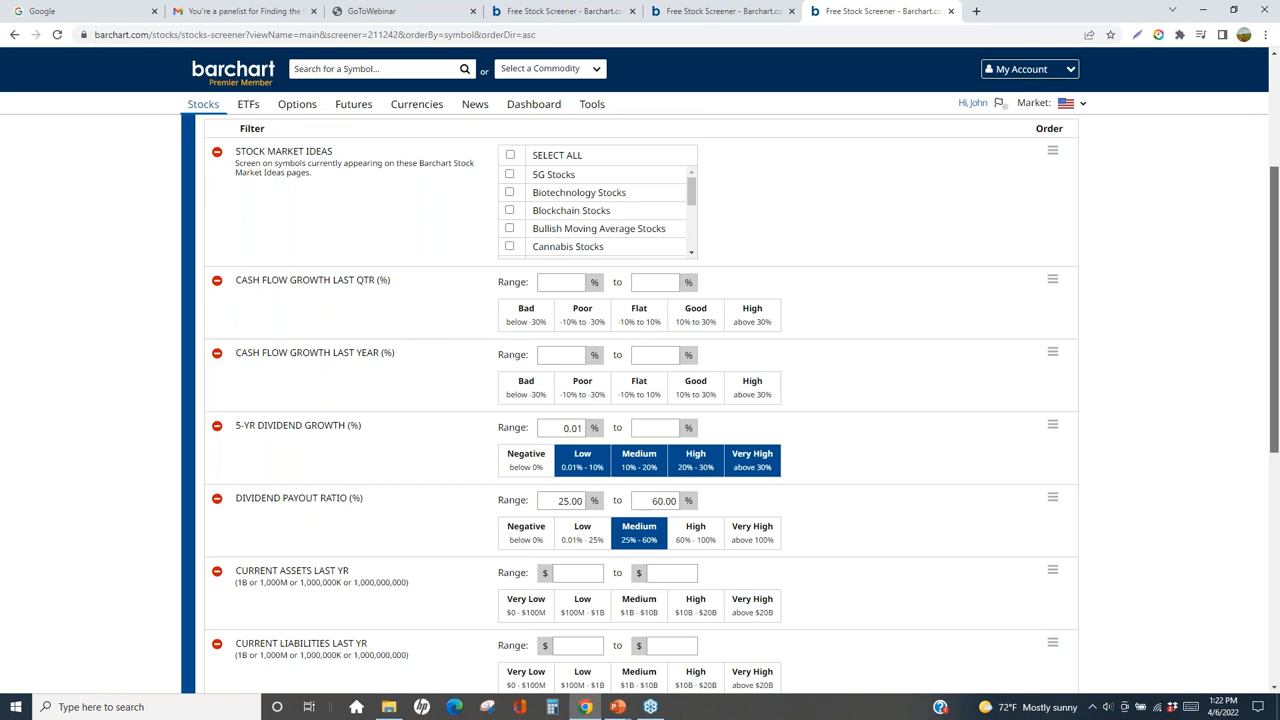 Google
You're a panelist for Finding the
GoToWebinar
Free Stock Screener - Barchart.co
Free Stock Screener - Barchart.co
Free Stock Screener - Barchart.co
barchart.com/stocks/stocks-screener?viewName=main&screener=211242&orderBy=symbol&orderDir=asc
barchart
Premier Member
Search for a Symbol...
or
Select a Commodity
My Account
Stocks
ETFs
Options
Futures
Currencies
News
Dashboard
Tools
Hi, John
Market:
Filter
Order
STOCK MARKET IDEAS
Screen on symbols currently appearing on these Barchart Stock
Market Ideas pages.
SELECT ALL
5G Stocks
Biotechnology Stocks
Blockchain Stocks
Bullish Moving Average Stocks
Cannabis Stocks
CASH FLOW GROWTH LAST QTR (%)
Range: % to %
Bad Poor Flat Good High
below -30% -10% to -30% -10% to 10% 10% to 30% above 30%
CASH FLOW GROWTH LAST YEAR (%)
Range: % to %
Bad Poor Flat Good High
below -30% -10% to -30% -10% to 10% 10% to 30% above 30%
5-YR DIVIDEND GROWTH (%)
Range: 0.01 % to %
Negative Low Medium High Very High
below 0% 0.01% - 10% 10% - 20% 20% - 30% above 30%
DIVIDEND PAYOUT RATIO (%)
Range: 25.00 % to 60.00 %
Negative Low Medium High Very High
below 0% 0.01% - 25% 25% - 60% 60% - 100% above 100%
CURRENT ASSETS LAST YR
(1B or 1,000M or 1,000,000K or 1,000,000,000)
Range: $ to $
Very Low Low Medium High Very High
$0 - $100M $100M - $1B $1B - $10B $10B - $20B above $20B
CURRENT LIABILITIES LAST YR
(1B or 1,000M or 1,000,000K or 1,000,000,000)
Range: $ to $
Very Low Low Medium High Very High
$0 - $100M $100M - $1B $1B - $10B $10B - $20B above $20B
Type here to search
72°F Mostly sunny
1:22 PM
4/6/2022